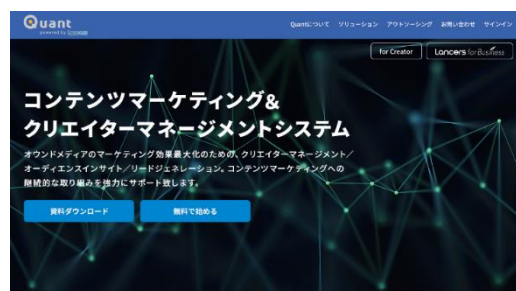 Quant
powered by
Quantについて ソリューション アウトソーシング お問い合わせ サインイン
for Creator Lancers for Business
コンテンツマーケティング&
クリエイターマネージメントシステム
オウンドメディアのマーケティング効果最大化のための、クリエイターマネージメント/
オーディエンスインサイト/リードジェネレーション。コンテンツマーケティングへの
継続的な取り組みを強力にサポート致します。
資料ダウンロード 無料で始める